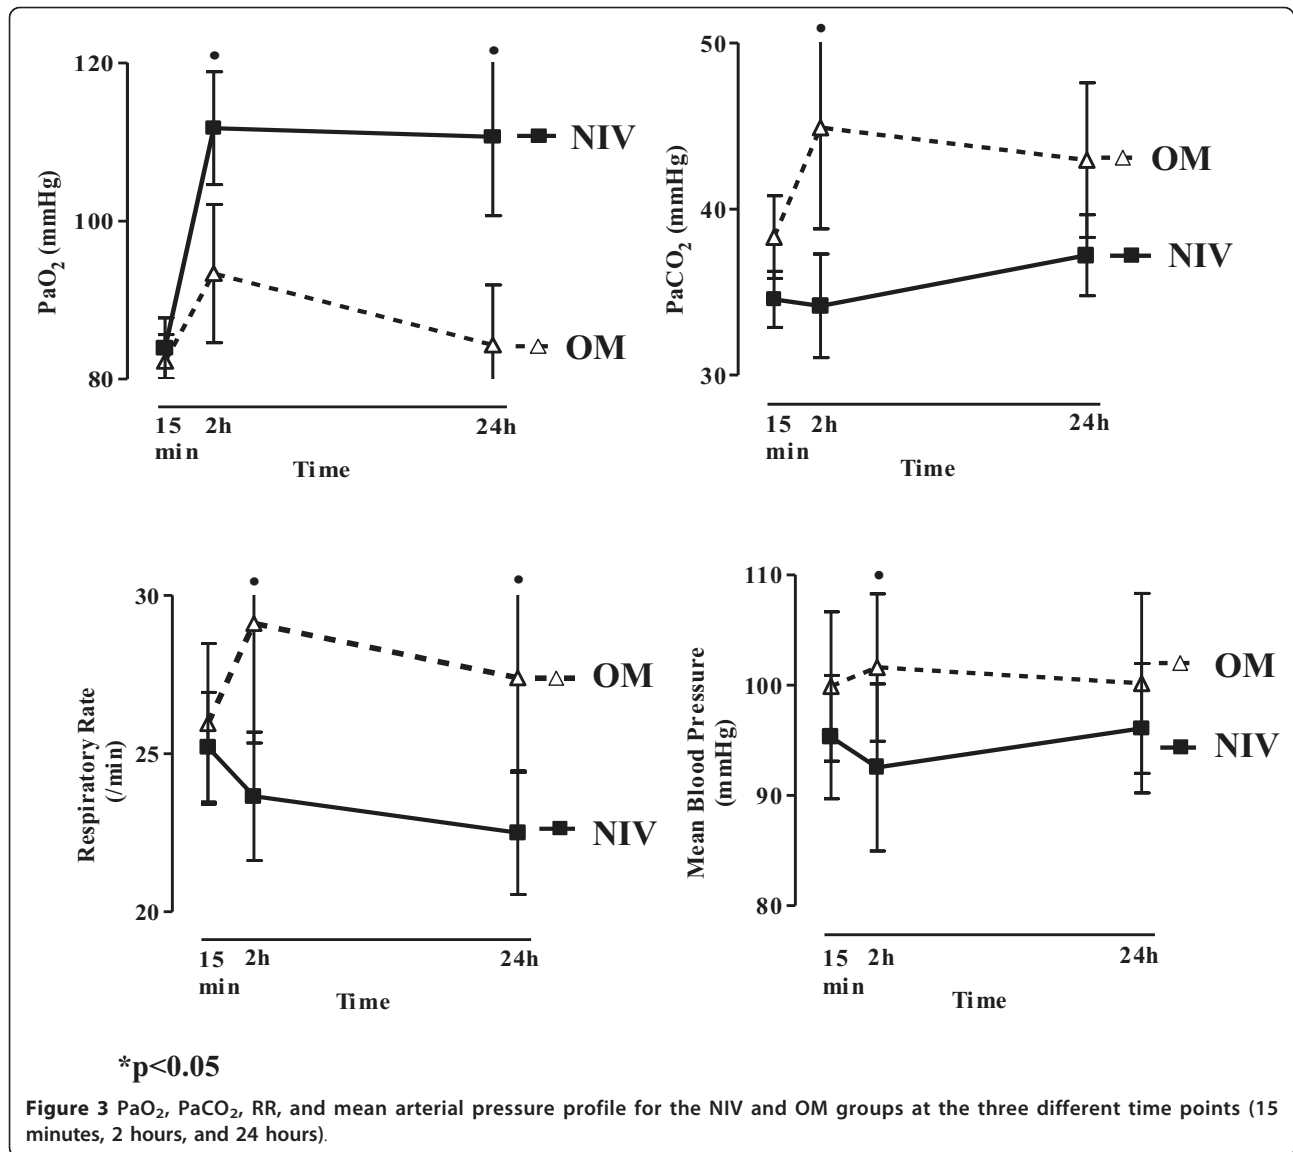 120
100
80
PaO2 (mmHg)
NIV
OM
15 min
2h
24h
Time
50
40
30
PaCO2 (mmHg)
OM
NIV
15 min
2h
24h
Time
30
25
20
Respiratory Rate (/min)
OM
NIV
15 min
2h
24h
Time
110
100
90
80
Mean Blood Pressure (mmHg)
OM
NIV
15 min
2h
24h
Time
*p<0.05
Figure 3 PaO2, PaCO2, RR, and mean arterial pressure profile for the NIV and OM groups at the three different time points (15
minutes, 2 hours, and 24 hours).